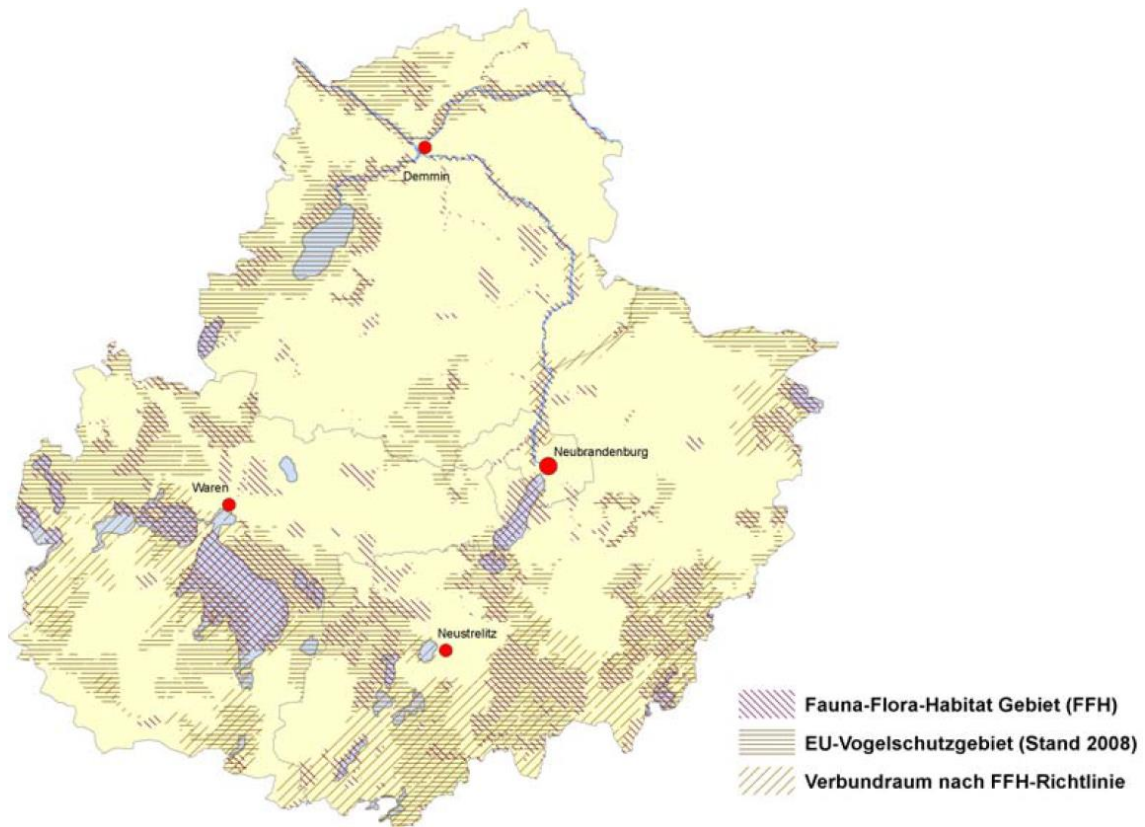 Demmin
Neubrandenburg
Waren
Neustrelitz
Fauna-Flora-Habitat Gebiet (FFH)
EU-Vogelschutzgebiet (Stand 2008)
Verbundraum nach FFH-Richtlinie